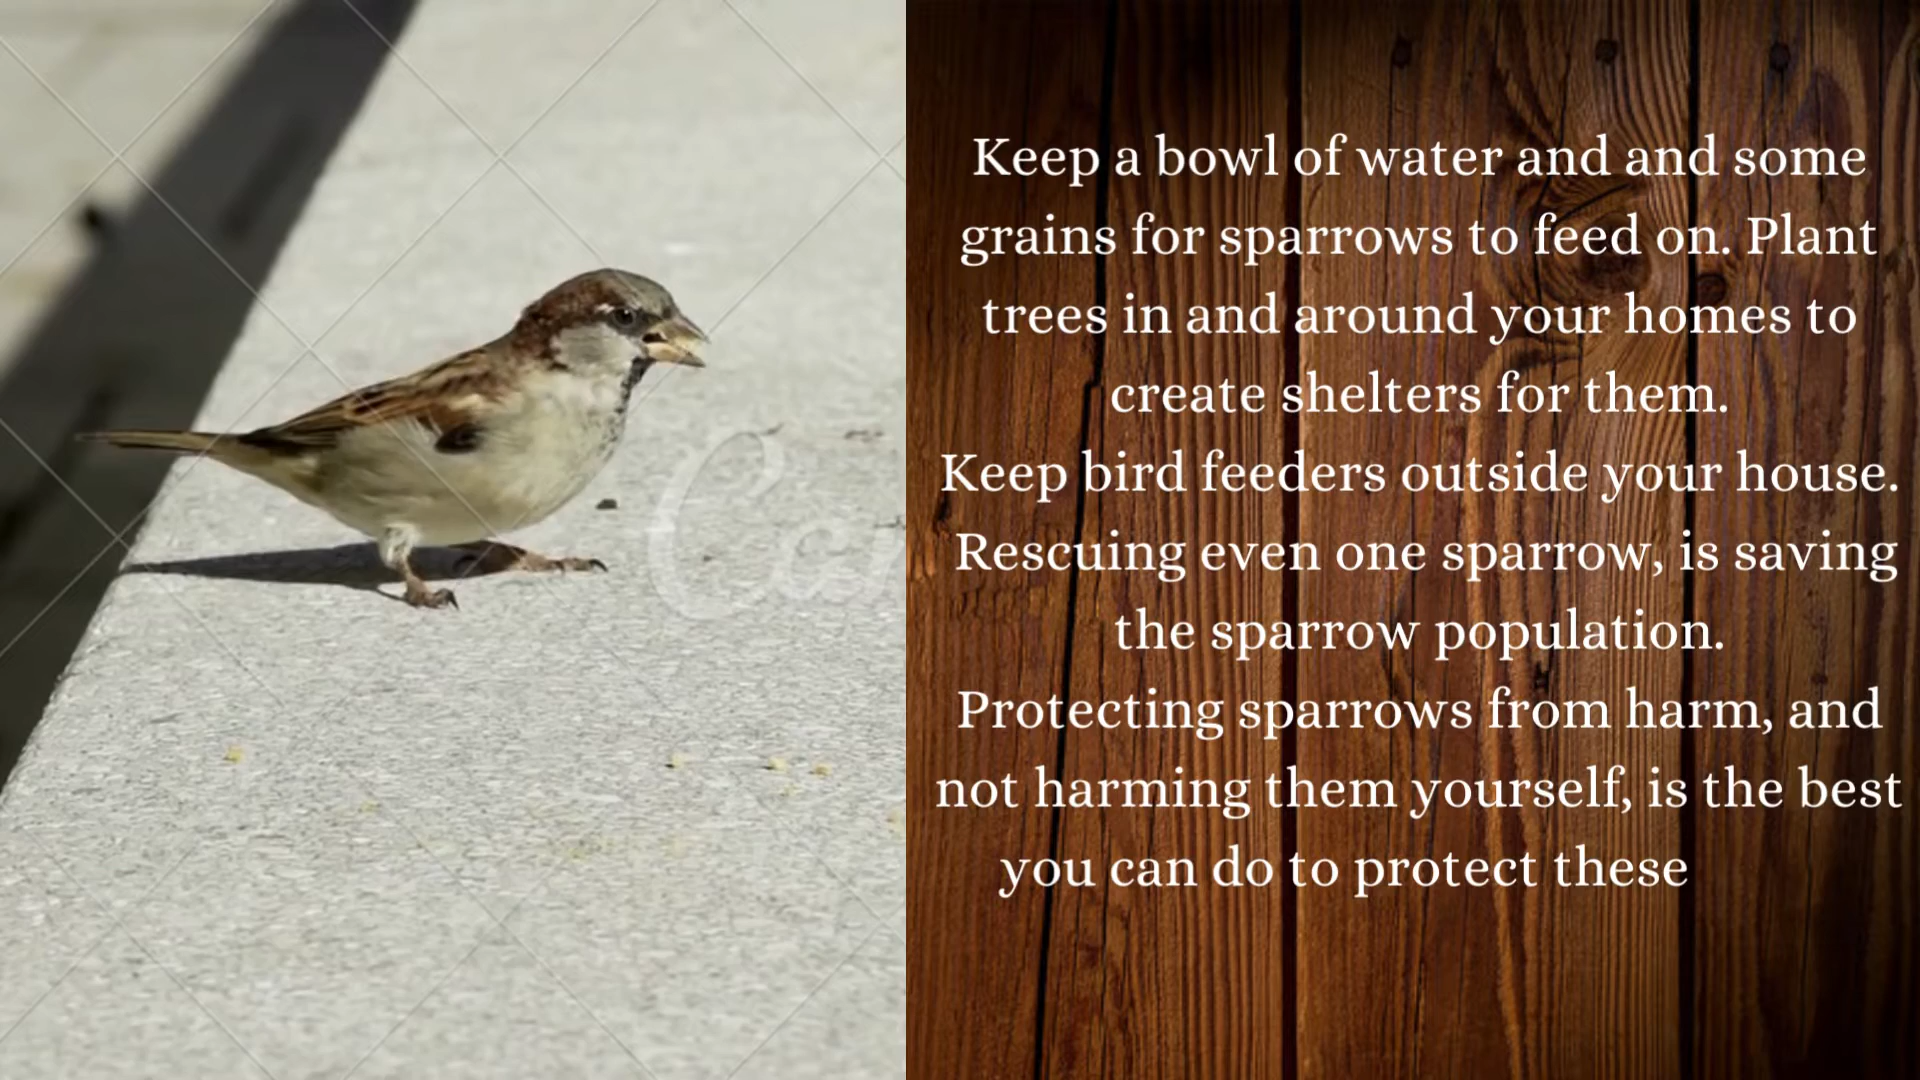 Keep a bowl of water and and some
grains for sparrows to feed on. Plant
trees in and around your homes to
create shelters for them.
Keep bird feeders outside your house.
Rescuing even one sparrow, is saving
the sparrow population.
Protecting sparrows from harm, and
not harming them yourself, is the best
you can do to protect these